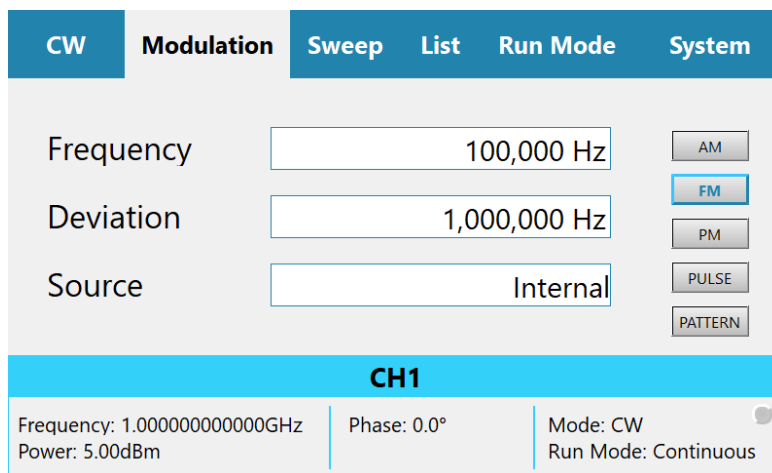 CW Modulation Sweep List Run Mode System
Frequency 100,000 Hz AM
FM
Deviation 1,000,000 Hz PM
Source Internal PULSE
PATTERN
CH1
Frequency: 1.000000000000GHz Phase: 0.0° Mode: CW
Power: 5.00dBm Run Mode: Continuous